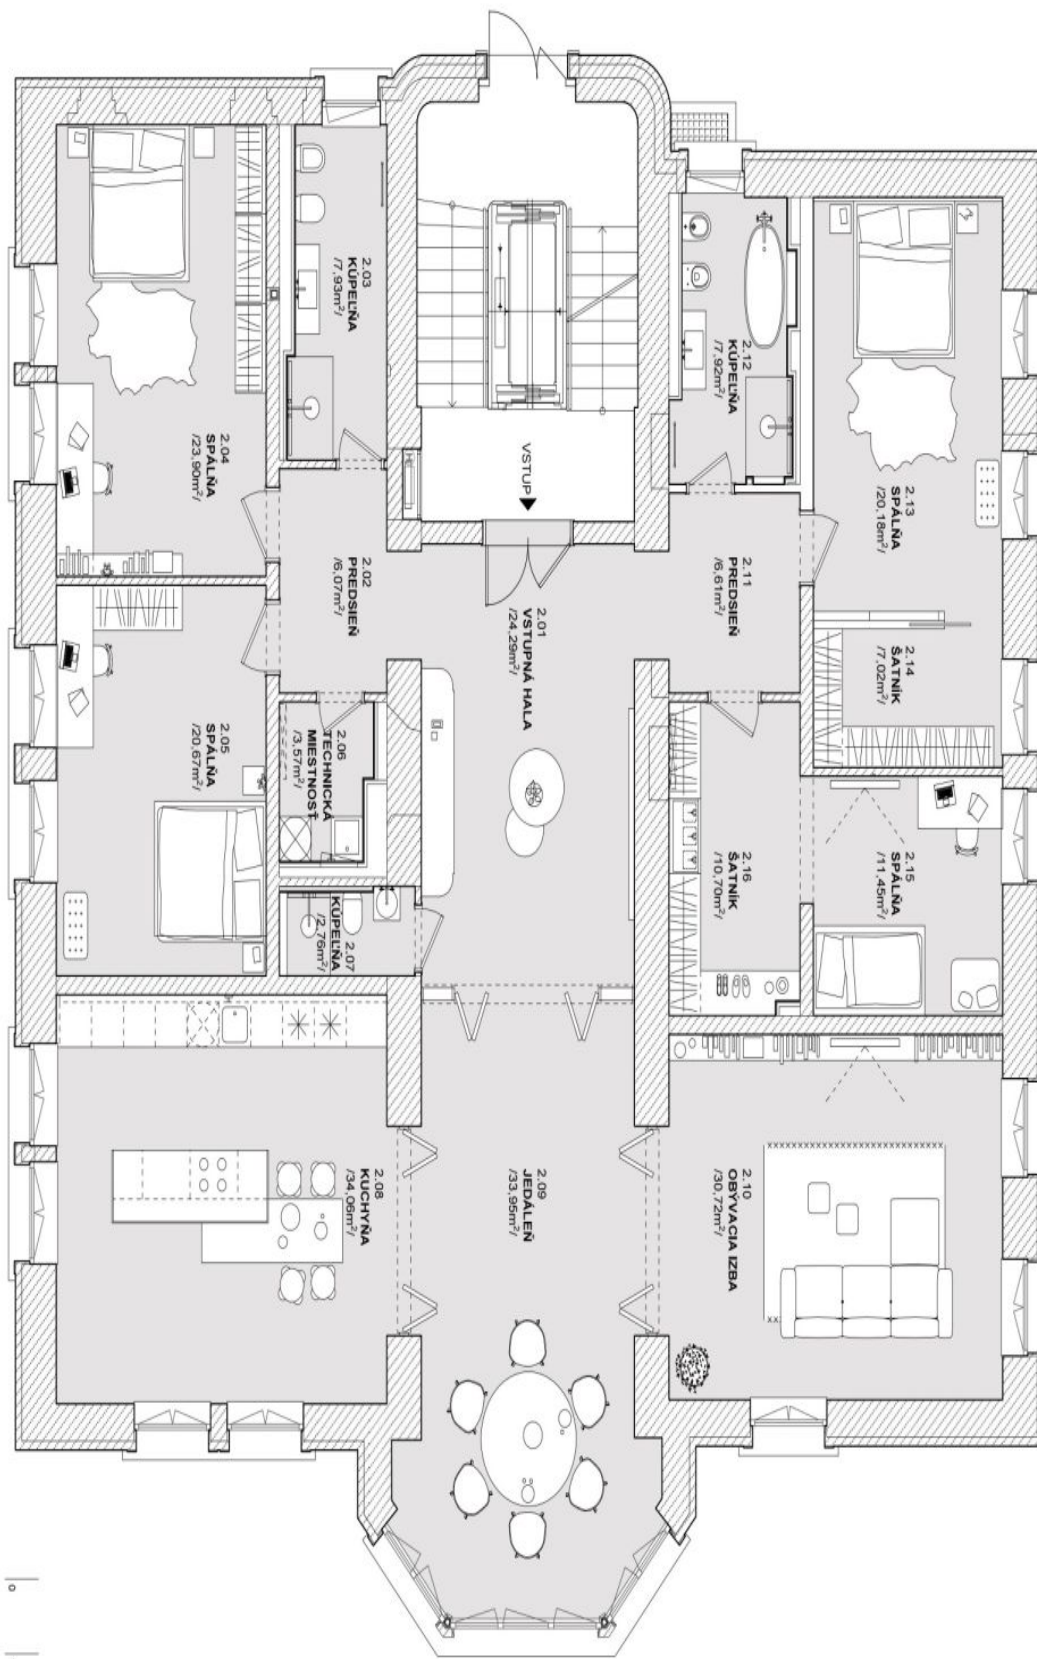 2.03
KÚPEĽŇA
/7,93m²/
2.12
KÚPEĽŇA
/7,92m²/
2.04
SPÁLŇA
/23,90m²/
VSTUP
2.13
SPÁLŇA
/20,18m²/
2.02
PREDSIEŇ
/6,07m²/
2.01
VSTUPNÁ HALA
/24,29m²/
2.11
PREDSIEŇ
/6,61m²/
2.14
ŠATNÍK
/7,02m²/
2.05
SPÁLŇA
/20,67m²/
2.06
TECHNICKÁ
MIESTNOSŤ
/3,57m²/
2.16
ŠATNÍK
/10,70m²/
2.15
SPÁLŇA
/11,45m²/
2.07
KÚPEĽŇA
/2,76m²/
2.08
KUCHYŇA
/34,06m²/
2.09
JEDÁLEŇ
/33,95m²/
2.10
OBÝVACIA IZBA
/30,72m²/
0